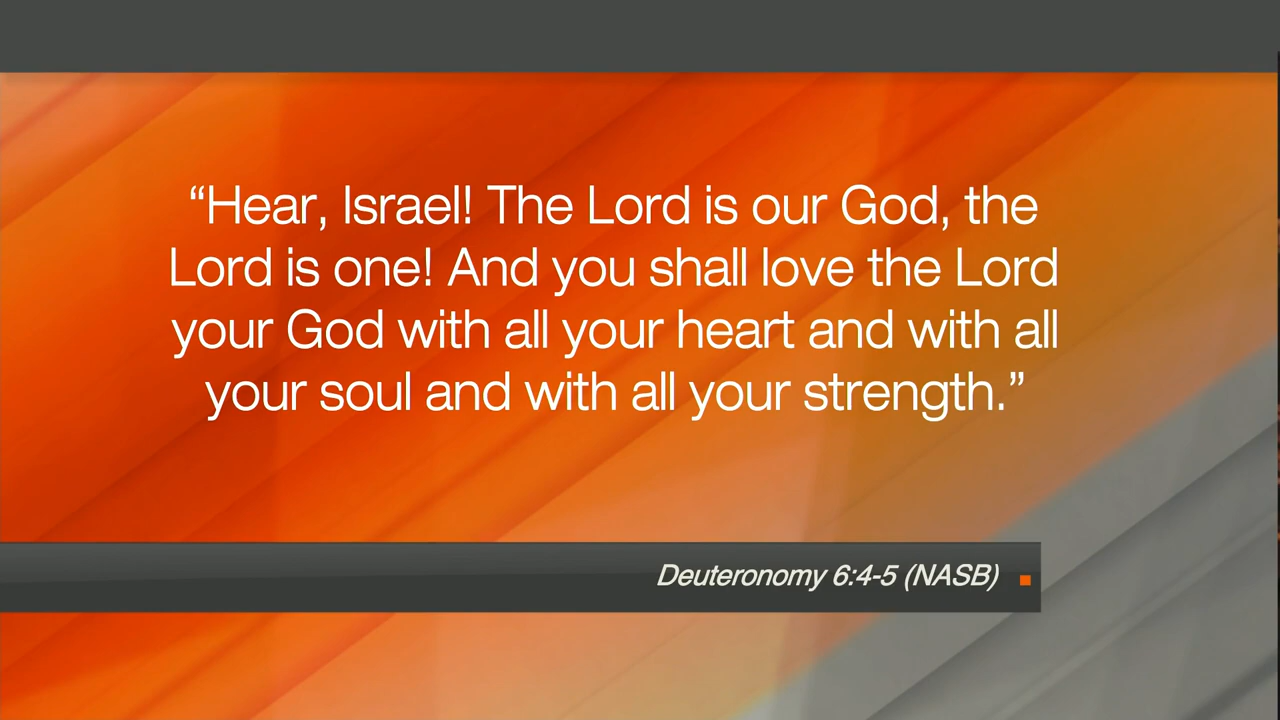 “Hear, Israel! The Lord is our God, the
Lord is one! And you shall love the Lord
your God with all your heart and with all
your soul and with all your strength.”
Deuteronomy 6:4-5 (NASB)